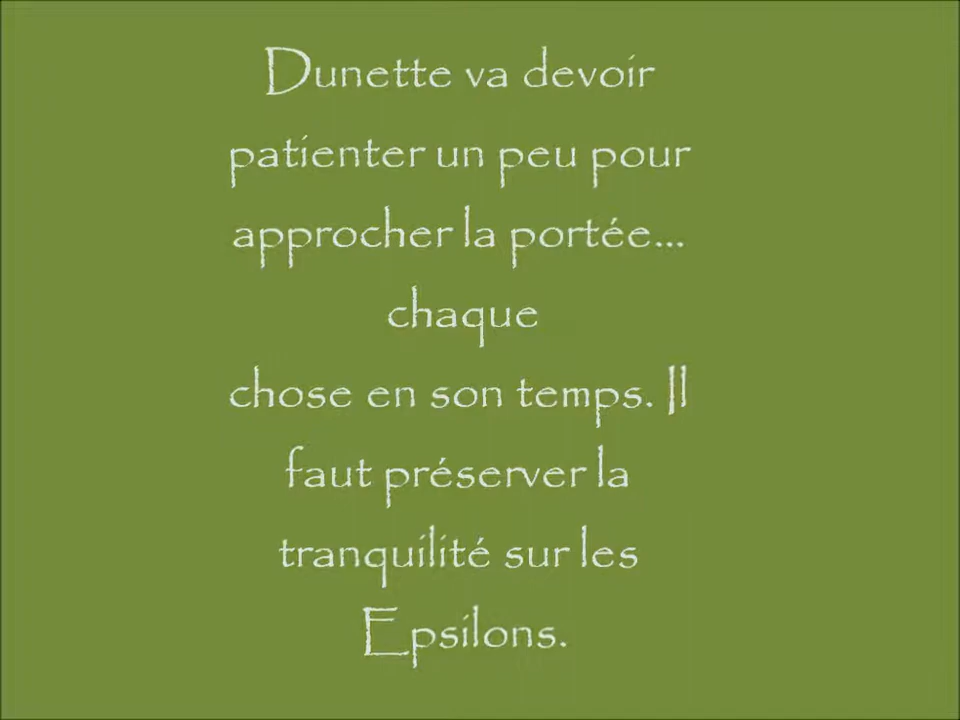 Dunette va devoir
patienter un peu pour
approcher la portée...
chaque
chose en son temps. Il
faut préserver la
tranquilité sur les
Epsilons.